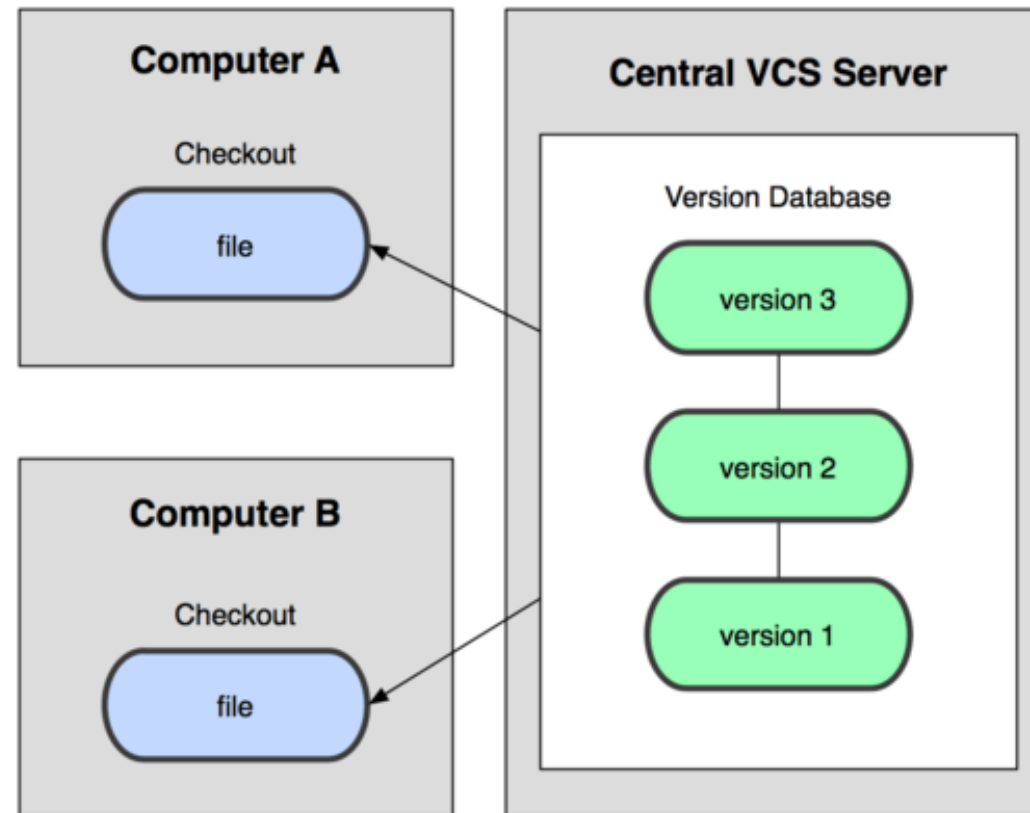 Computer A
Checkout
file
Central VCS Server
Version Database
version 3
version 2
version 1
Computer B
Checkout
file